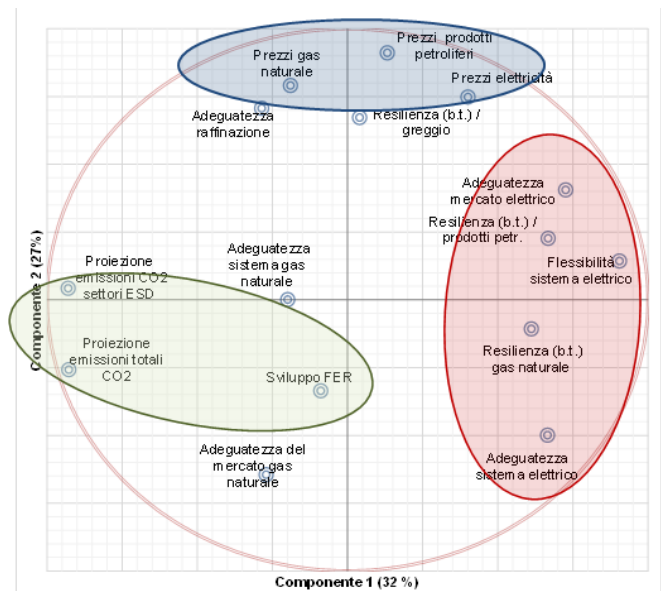 Prezzi prodotti
petroliferi
Prezzi gas
naturale
Prezzi elettricità
Adeguatezza
raffinazione
Resilienza (b.t.) /
greggio
Adeguatezza
mercato elettrico
Resilienza (b.t.) /
prodotti petr.
Flessibilità
sistema elettrico
Adeguatezza
sistema gas
naturale
Proiezione
emissioni CO2
settori ESD
Componente 2 (27%)
Proiezione
emissioni totali
CO2
Sviluppo FER
Resilienza (b.t.)
gas naturale
Adeguatezza del
mercato gas
naturale
Adeguatezza
sistema elettrico
Componente 1 (32 %)